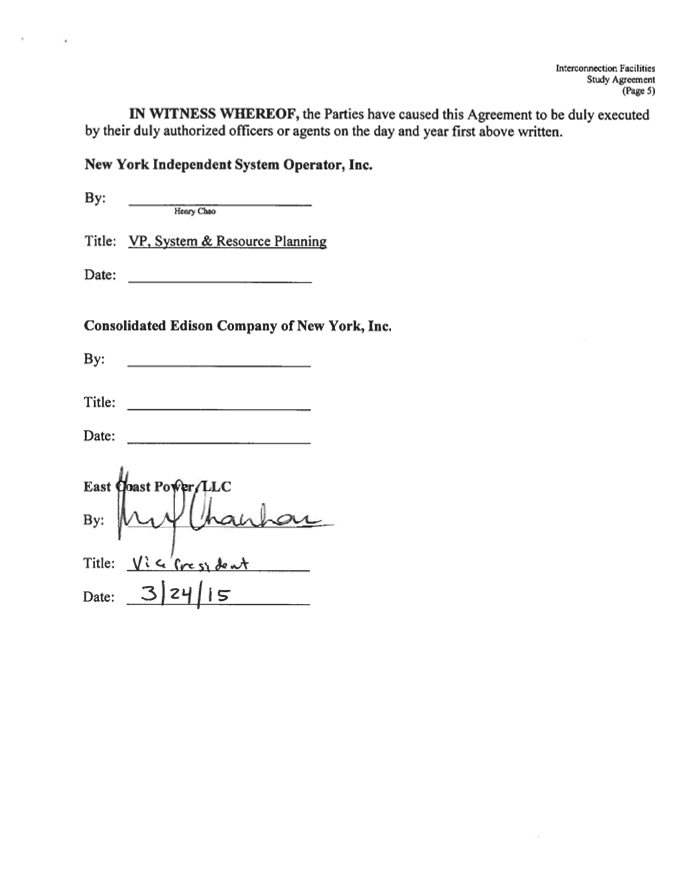 Interconnection Facilities
Study Agreement
(Page 5)
IN WITNESS WHEREOF, the Parties have caused this Agreement to be duly executed
by their duly authorized officers or agents on the day and year first above written.
New York Independent System Operator, Inc.
By:
Henry Chao
Title: VP, System & Resource Planning
Date:
Consolidated Edison Company of New York, Inc.
By:
Title:
Date:
East Coast Power, LLC
By:
Title: Vice President
Date: 3/24/15